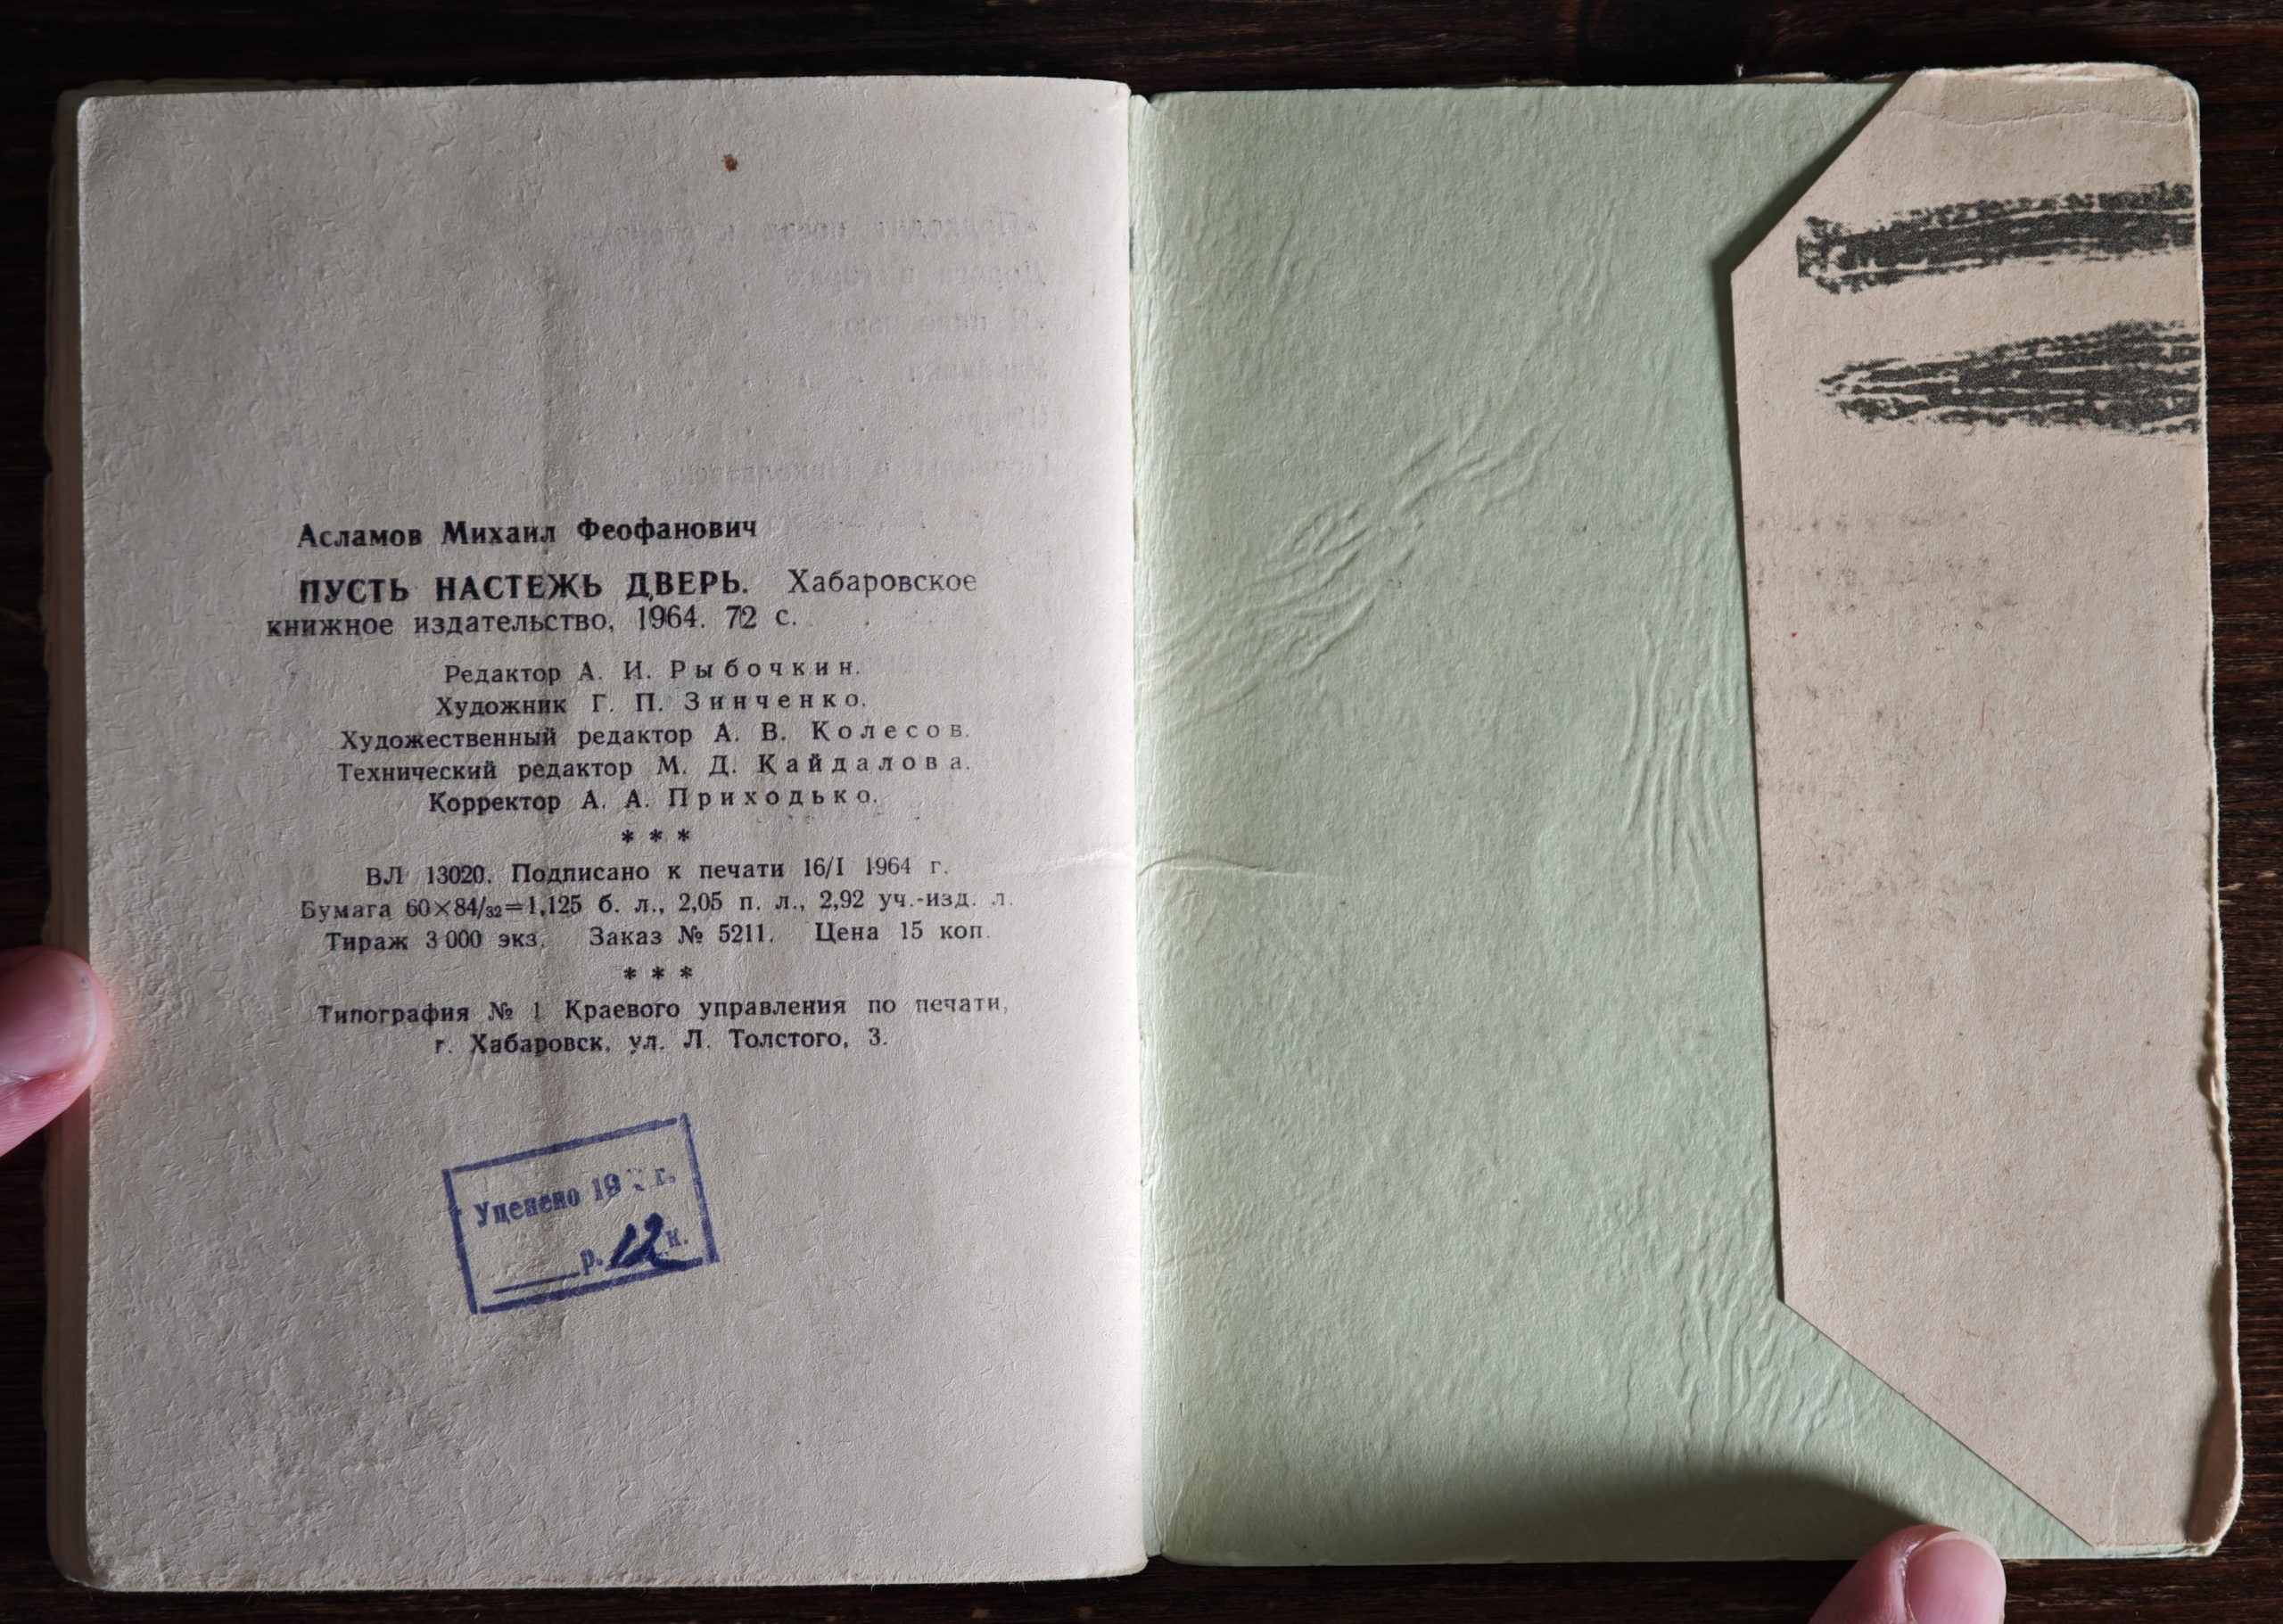 Асламов Михаил Феофанович
ПУСТЬ НАСТЕЖЬ ДВЕРЬ. Хабаровское
книжное издательство, 1964. 72 с.
Редактор А. И. Рыбочкин.
Художник Г. П. Зинченко.
Художественный редактор А. В. Колесов.
Технический редактор М. Д. Кайдалова.
Корректор А. А. Приходько.
* * *
ВЛ 13020. Подписано к печати 16/I 1964 г.
Бумага 60×84/32=1,125 б. л., 2,05 п. л., 2,92 уч.-изд. л.
Тираж 3 000 экз. Заказ № 5211. Цена 15 коп.
* * *
Типография № 1 Краевого управления по печати,
г. Хабаровск, ул. Л. Толстого, 3.
Уценено 19 г.
р. 12 к.